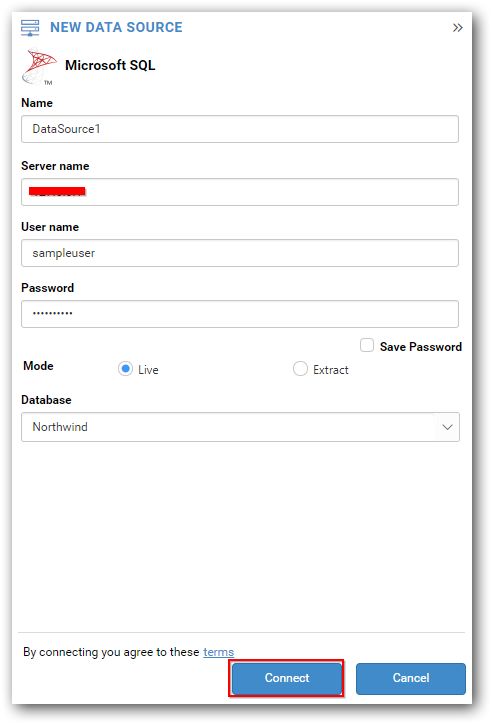 NEW DATA SOURCE
Microsoft SQL
TM
Name
DataSource1
Server name
User name
sampleuser
Password
••••••••••
Save Password
Mode
Live
Extract
Database
Northwind
By connecting you agree to these terms
Connect
Cancel